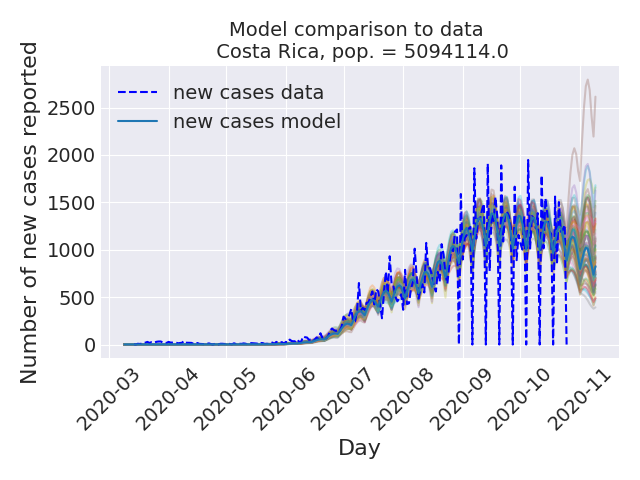 Model comparison to data
Costa Rica, pop. = 5094114.0
Number of new cases reported
new cases data
new cases model
2500
2000
1500
1000
500
0
2020-03
2020-04
2020-05
2020-06
2020-07
2020-08
2020-09
2020-10
2020-11
Day